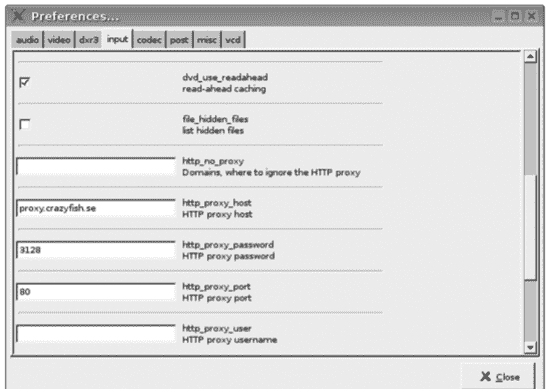 Preferences...
audio video dxr3 input codec post misc vcd
dvd_use_readahead
read-ahead caching
file_hidden_files
list hidden files
http_no_proxy
Domains, where to ignore the HTTP proxy
proxy.crazyfish.se
http_proxy_host
HTTP proxy host
3128
http_proxy_password
HTTP proxy password
80
http_proxy_port
HTTP proxy port
http_proxy_user
HTTP proxy username
Close